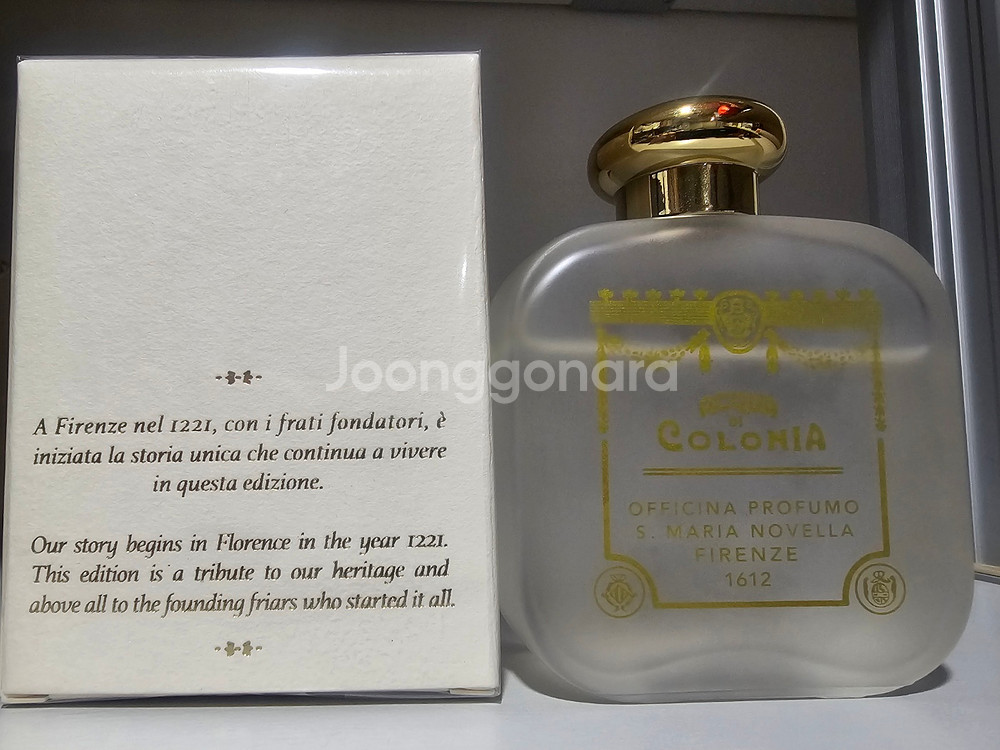 A Firenze nel 1221, con i frati fondatori, è
iniziata la storia unica che continua a vivere
in questa edizione.
Our story begins in Florence in the year 1221.
This edition is a tribute to our heritage and
above all to the founding friars who started it all.
Joonggonara
DI
COLONIA
OFFICINA PROFUMO
S. MARIA NOVELLA
FIRENZE
1612